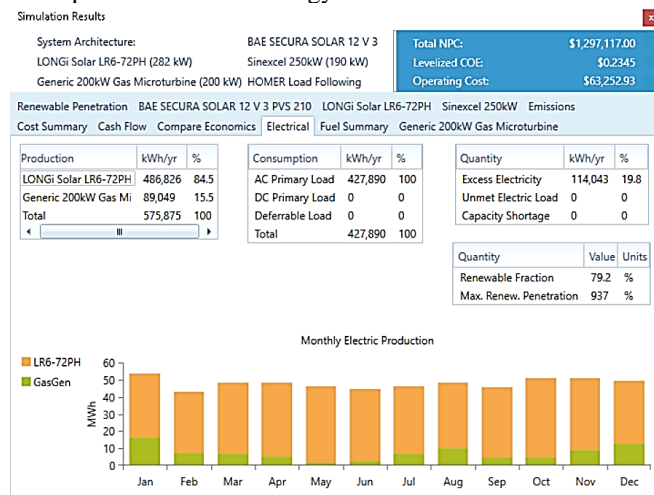 Simulation Results
x
System Architecture: BAE SECURA SOLAR 12 V 3
LONGi Solar LR6-72PH (282 kW) Sinexcel 250kW (190 kW)
Generic 200kW Gas Microturbine (200 kW) HOMER Load Following
Total NPC: $1,297,117.00
Levelized COE: $0.2345
Operating Cost: $63,252.93
Renewable Penetration BAE SECURA SOLAR 12 V 3 PVS 210 LONGi Solar LR6-72PH Sinexcel 250kW Emissions
Cost Summary Cash Flow Compare Economics Electrical Fuel Summary Generic 200kW Gas Microturbine
Production kWh/yr %
LONGi Solar LR6-72PH 486,826 84.5
Generic 200kW Gas Mi 89,049 15.5
Total 575,875 100
Consumption kWh/yr %
AC Primary Load 427,890 100
DC Primary Load 0 0
Deferrable Load 0 0
Total 427,890 100
Quantity kWh/yr %
Excess Electricity 114,043 19.8
Unmet Electric Load 0 0
Capacity Shortage 0 0
Quantity Value Units
Renewable Fraction 79.2 %
Max. Renew. Penetration 937 %
Monthly Electric Production
LR6-72PH
GasGen
MWh
60
50
40
30
20
10
0
Jan Feb Mar Apr May Jun Jul Aug Sep Oct Nov Dec